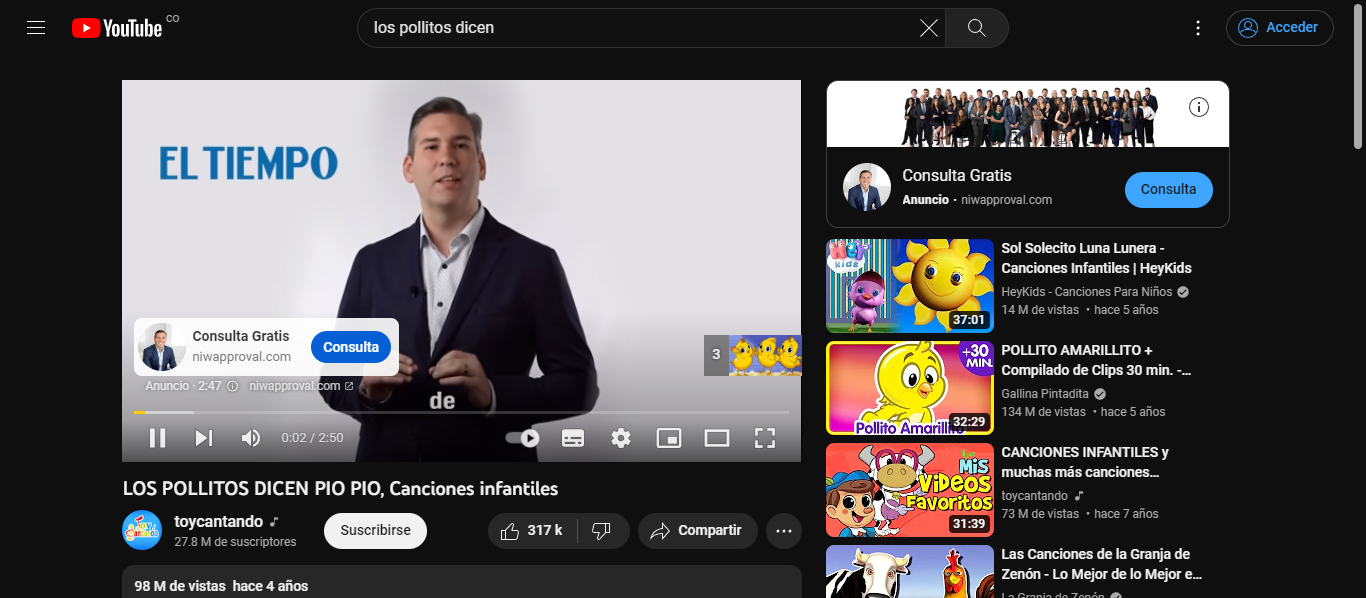 YouTube CO
los pollitos dicen
Acceder
EL TIEMPO
Consulta Gratis
niwapproval.com
Consulta
Anuncio · 2:47
niwapproval.com
de
3
0:02 / 2:50
LOS POLLITOS DICEN PIO PIO, Canciones infantiles
toycantando
27.8 M de suscriptores
Suscribirse
317 k
Compartir
98 M de vistas hace 4 años
Consulta Gratis
Anuncio · niwapproval.com
Consulta
HeyKids
37:01
Sol Solecito Luna Lunera -
Canciones Infantiles | HeyKids
HeyKids - Canciones Para Niños
14 M de vistas · hace 5 años
+30
MIN.
Pollito Amarillito
32:29
POLLITO AMARILLITO +
Compilado de Clips 30 min. -...
Gallina Pintadita
134 M de vistas · hace 5 años
Mis
Videos
Favoritos
31:39
CANCIONES INFANTILES y
muchas más canciones...
toycantando
73 M de vistas · hace 7 años
Las Canciones de la Granja de
Zenón - Lo Mejor de lo Mejor e...
La Granja de Zenón